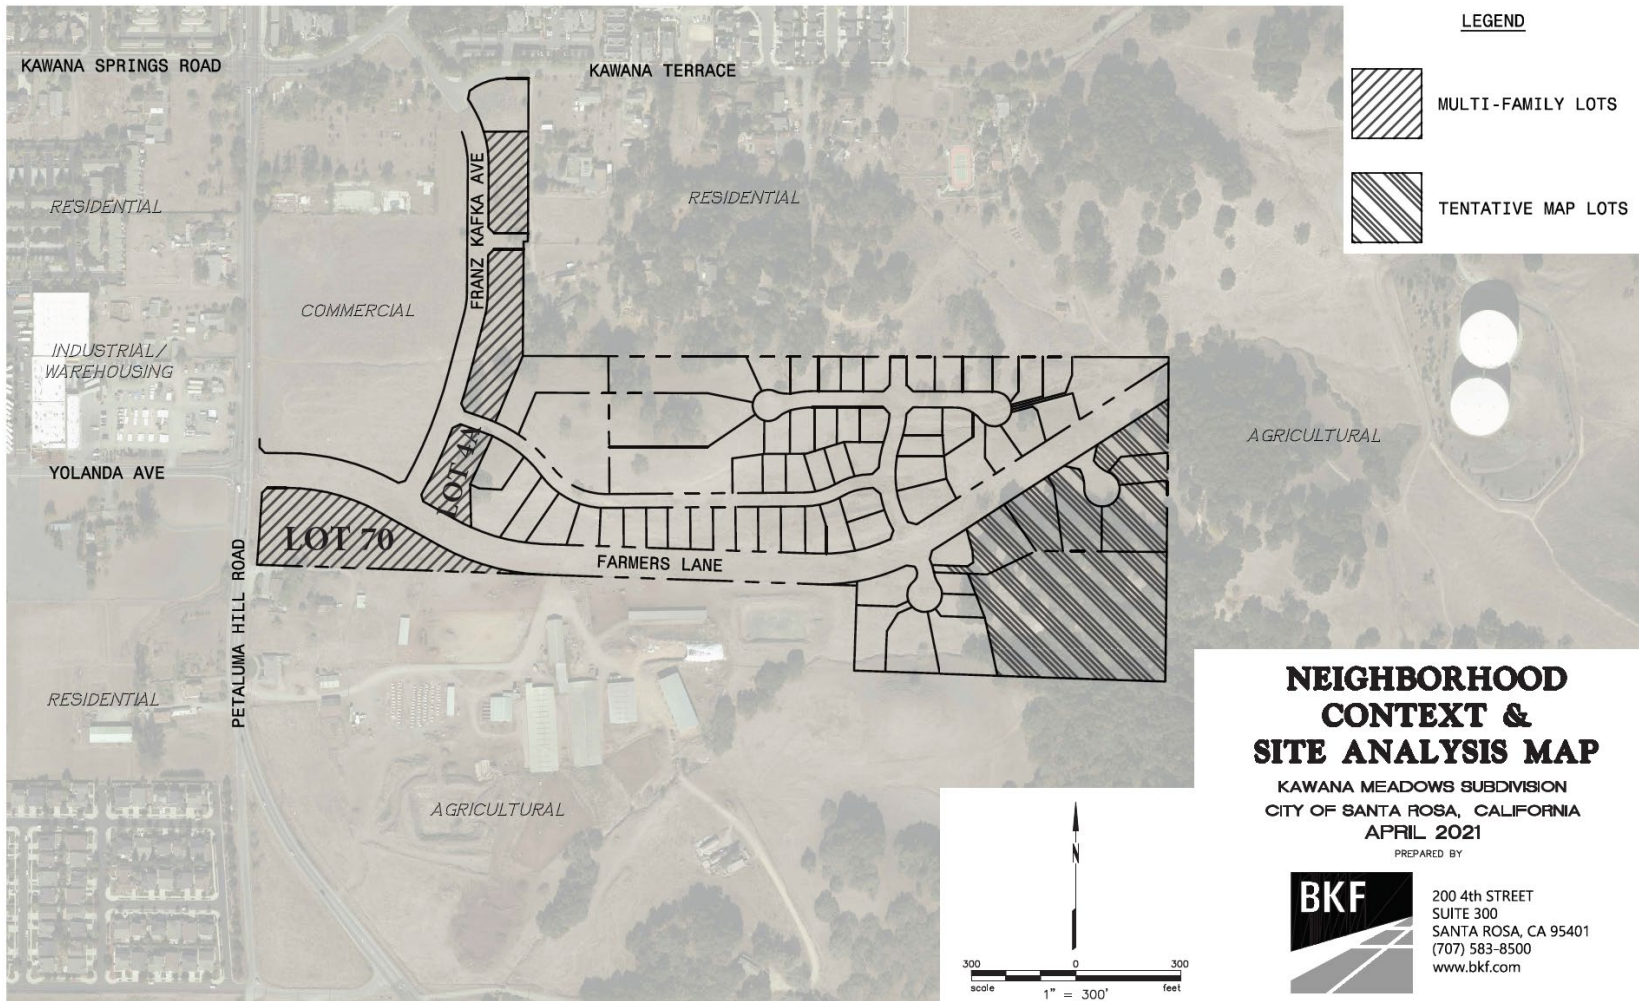 LEGEND
MULTI-FAMILY LOTS
TENTATIVE MAP LOTS
KAWANA SPRINGS ROAD
KAWANA TERRACE
RESIDENTIAL
FRANZ KAFKA AVE
RESIDENTIAL
COMMERCIAL
INDUSTRIAL/
WAREHOUSING
AGRICULTURAL
YOLANDA AVE
LOT 4A
LOT 70
FARMERS LANE
PETALUMA HILL ROAD
RESIDENTIAL
AGRICULTURAL
NEIGHBORHOOD
CONTEXT &
SITE ANALYSIS MAP
KAWANA MEADOWS SUBDIVISION
CITY OF SANTA ROSA, CALIFORNIA
APRIL 2021
PREPARED BY
BKF
200 4th STREET
SUITE 300
SANTA ROSA, CA 95401
(707) 583-8500
www.bkf.com
N
300 0 300
scale feet
1" = 300'